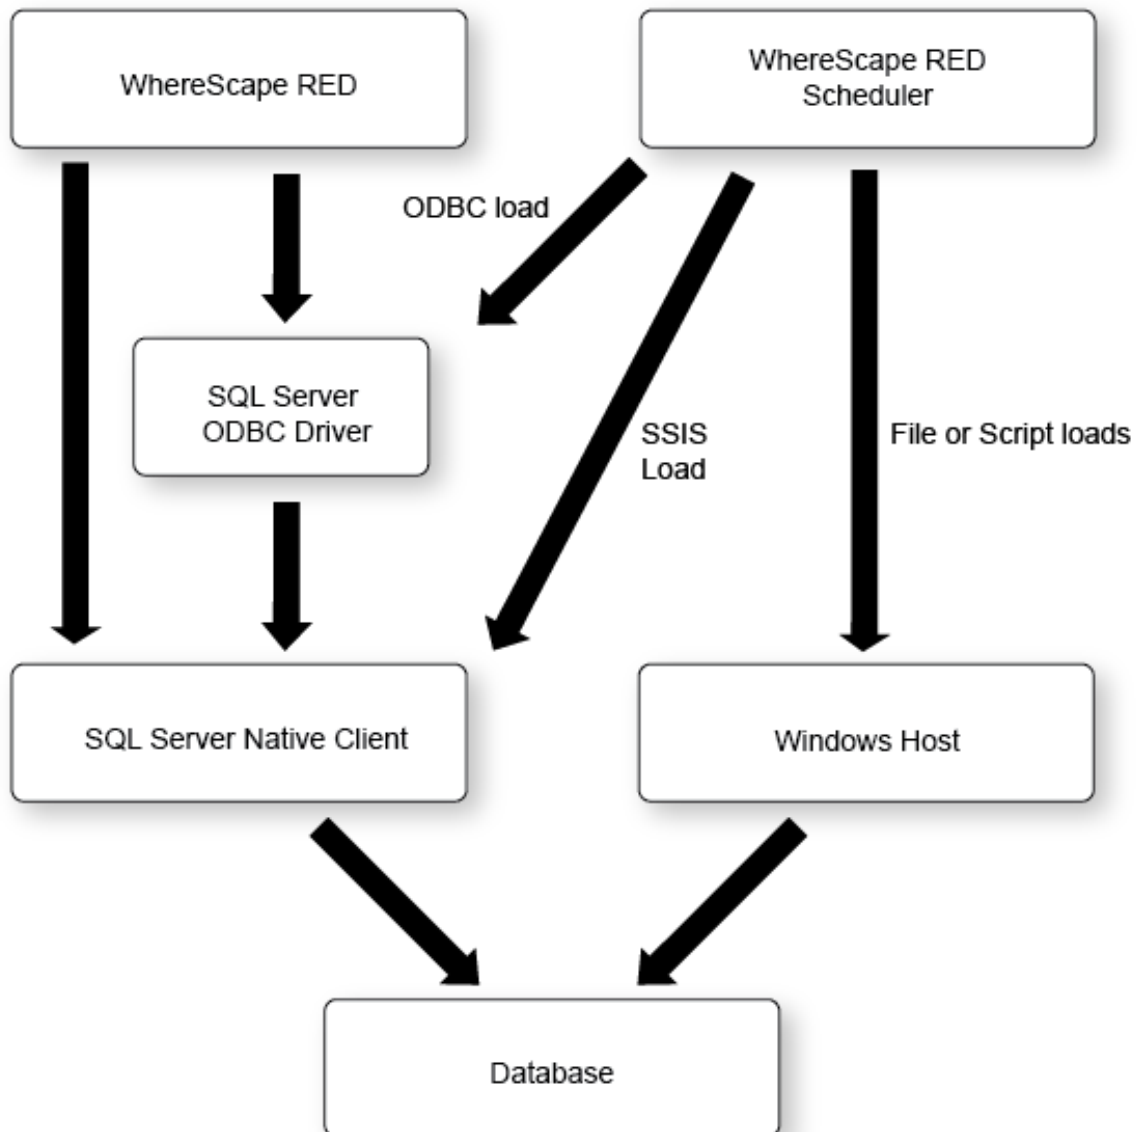 WhereScape RED
WhereScape RED
Scheduler
ODBC load
SQL Server
ODBC Driver
SSIS
Load
File or Script loads
SQL Server Native Client
Windows Host
Database